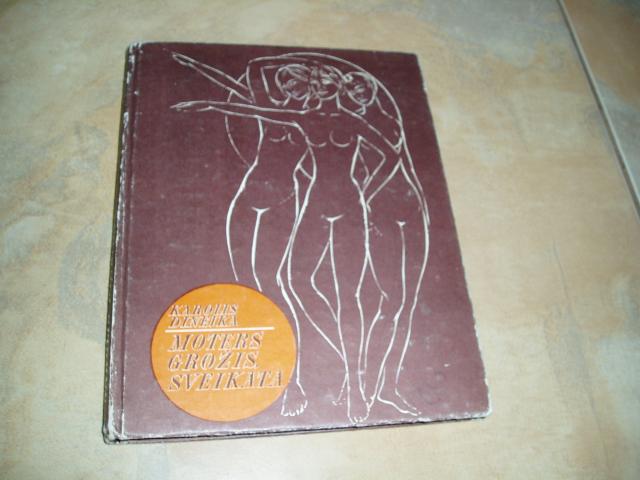 KAROLIS
DINEIKA
MOTERS
GROŽIS,
SVEIKATA